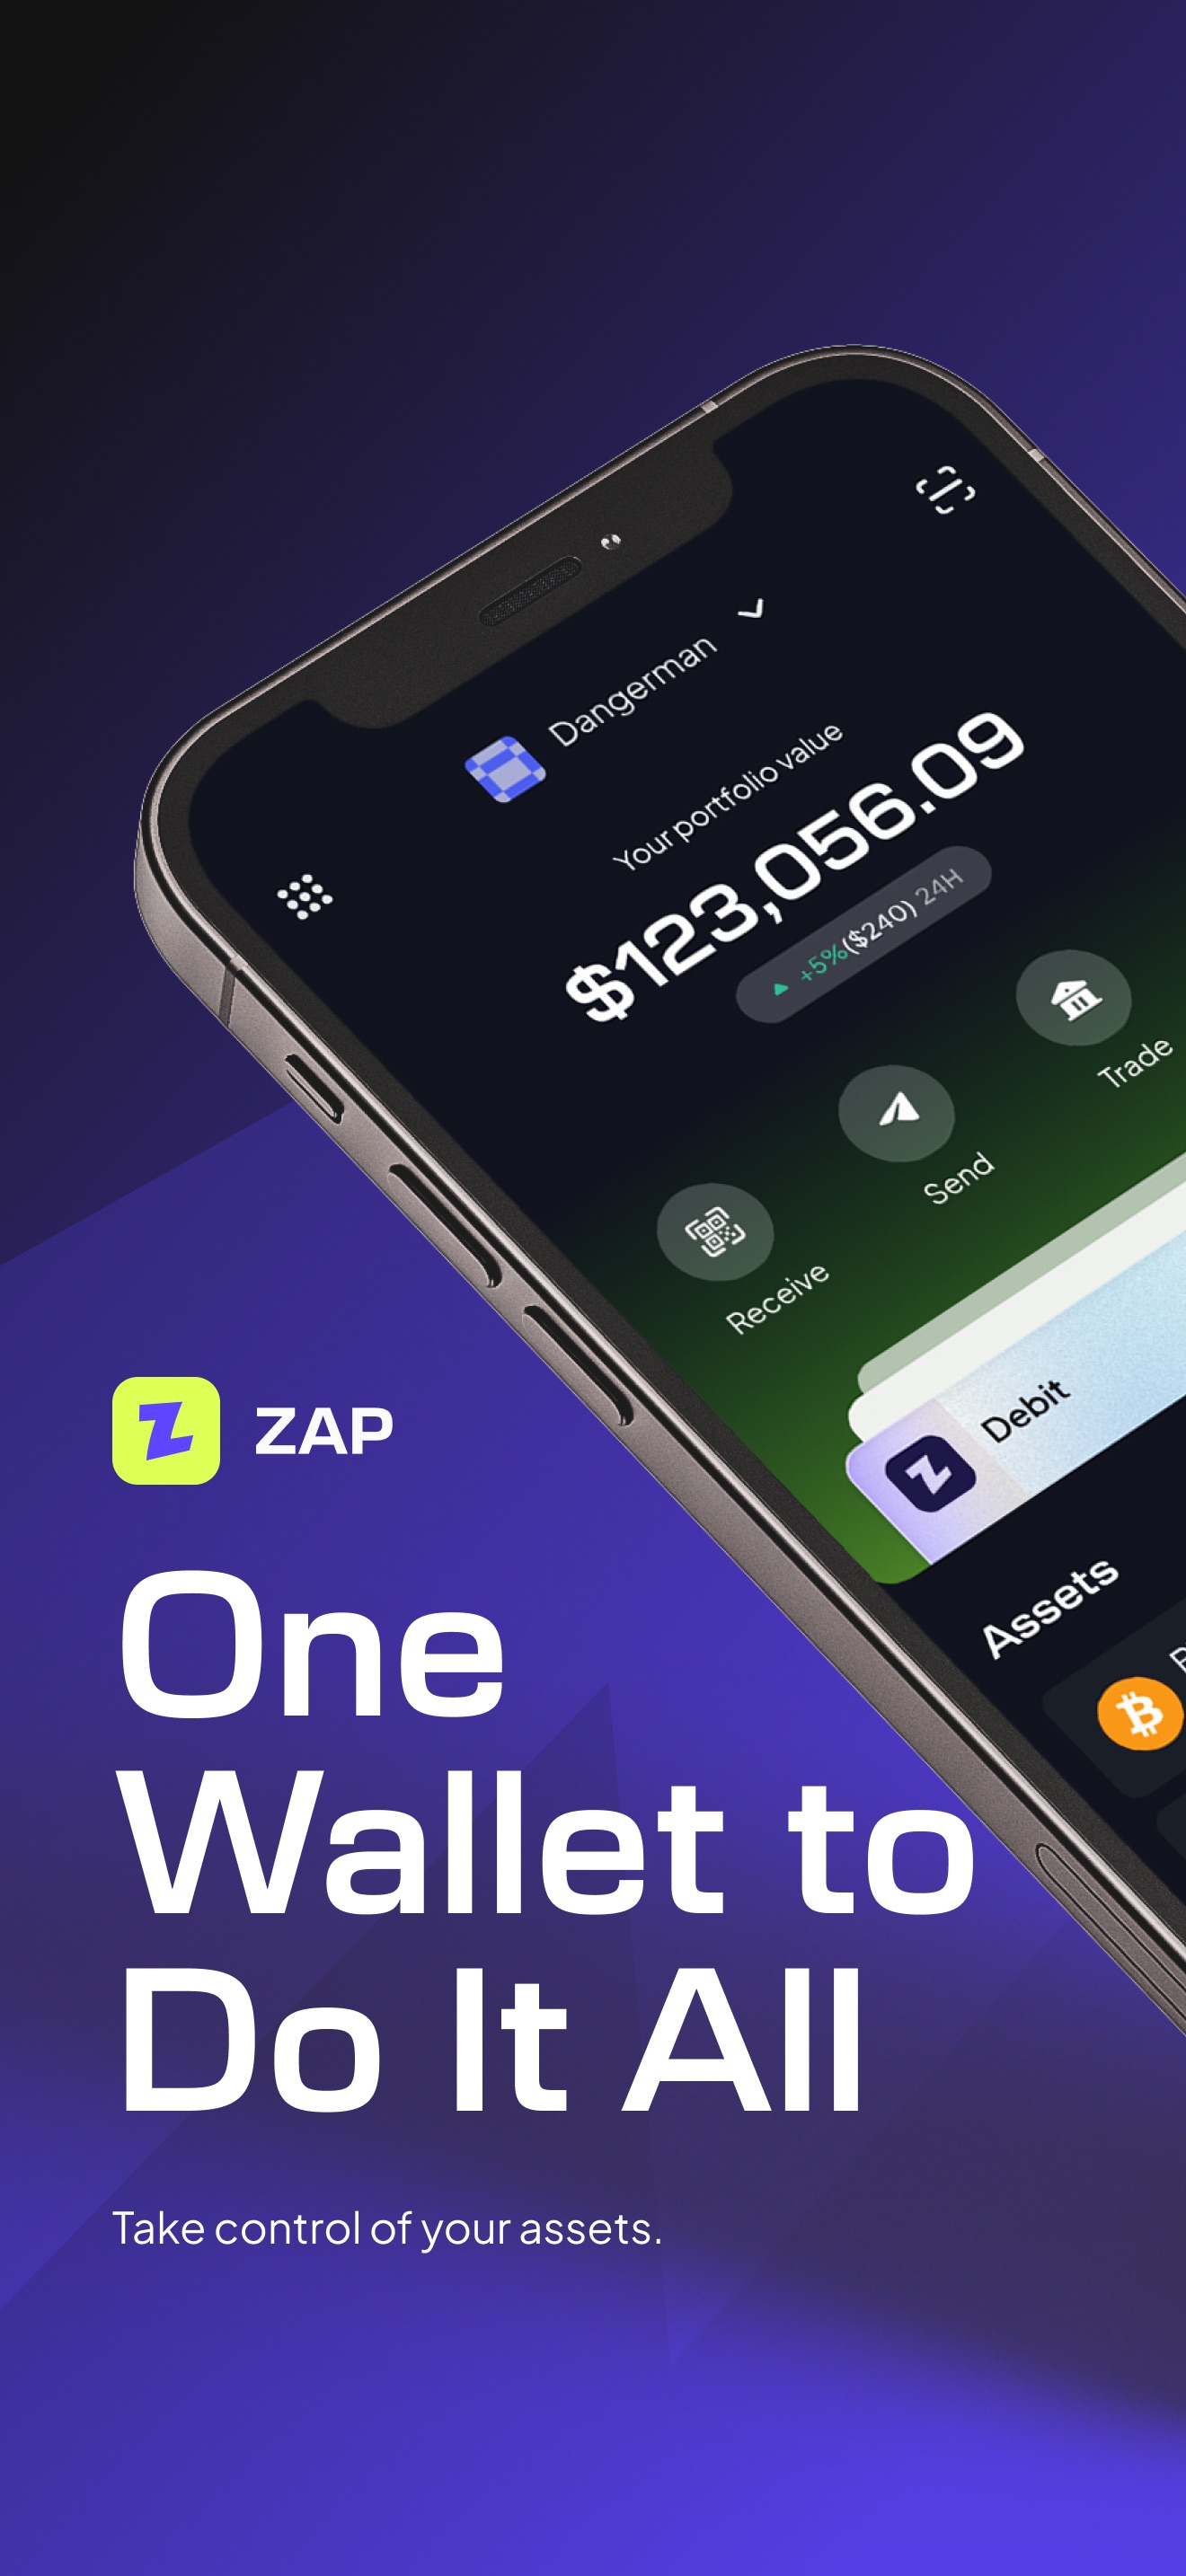 Dangerman
Your portfolio value
$123,056.09
+5%($240) 24H
Trade
Send
Receive
Debit
Assets
ZAP
One
Wallet to
Do It All
Take control of your assets.